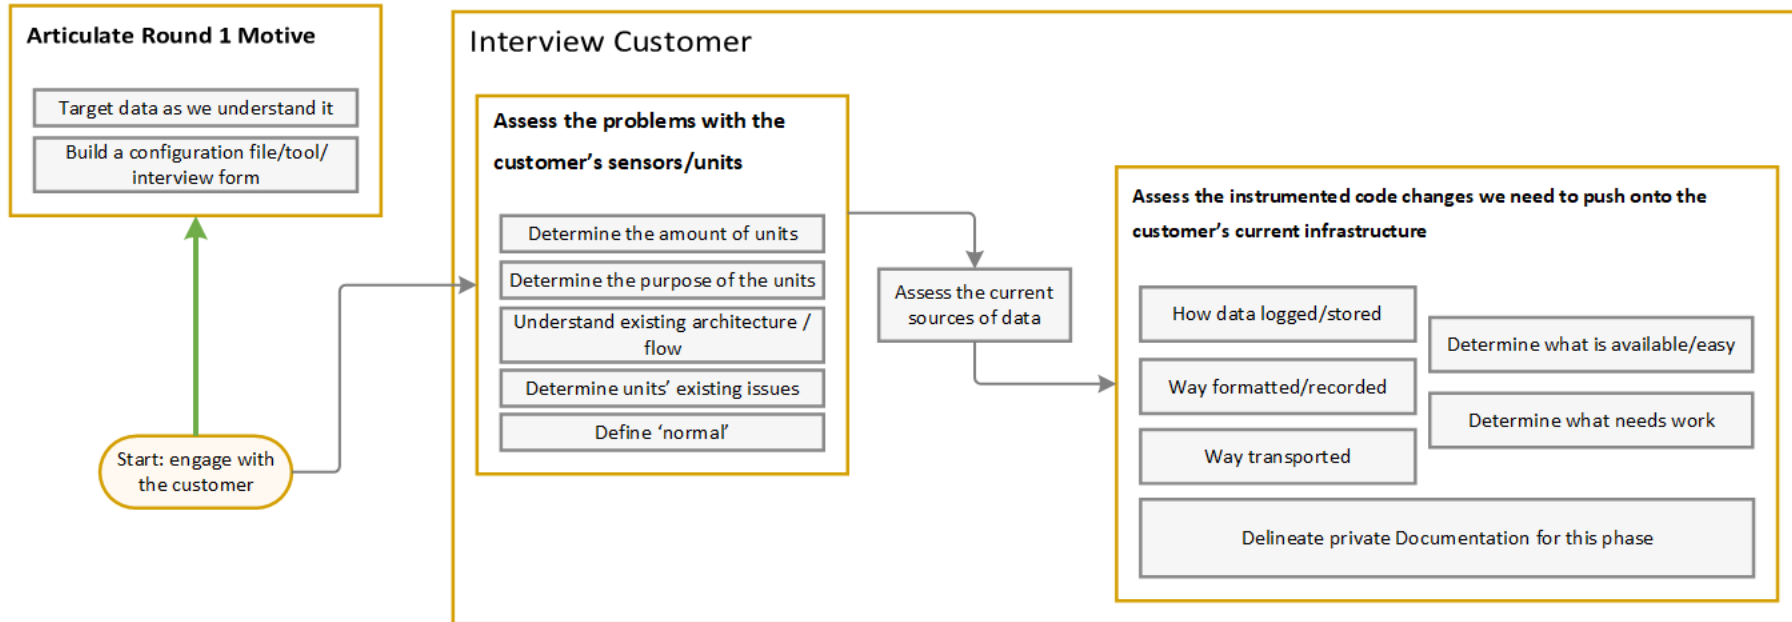 Articulate Round 1 Motive
Target data as we understand it
Build a configuration file/tool/
interview form
Start: engage with
the customer
Interview Customer
Assess the problems with the
customer’s sensors/units
Determine the amount of units
Determine the purpose of the units
Understand existing architecture /
flow
Determine units’ existing issues
Define ‘normal’
Assess the current
sources of data
Assess the instrumented code changes we need to push onto the
customer’s current infrastructure
How data logged/stored
Way formatted/recorded
Way transported
Determine what is available/easy
Determine what needs work
Delineate private Documentation for this phase